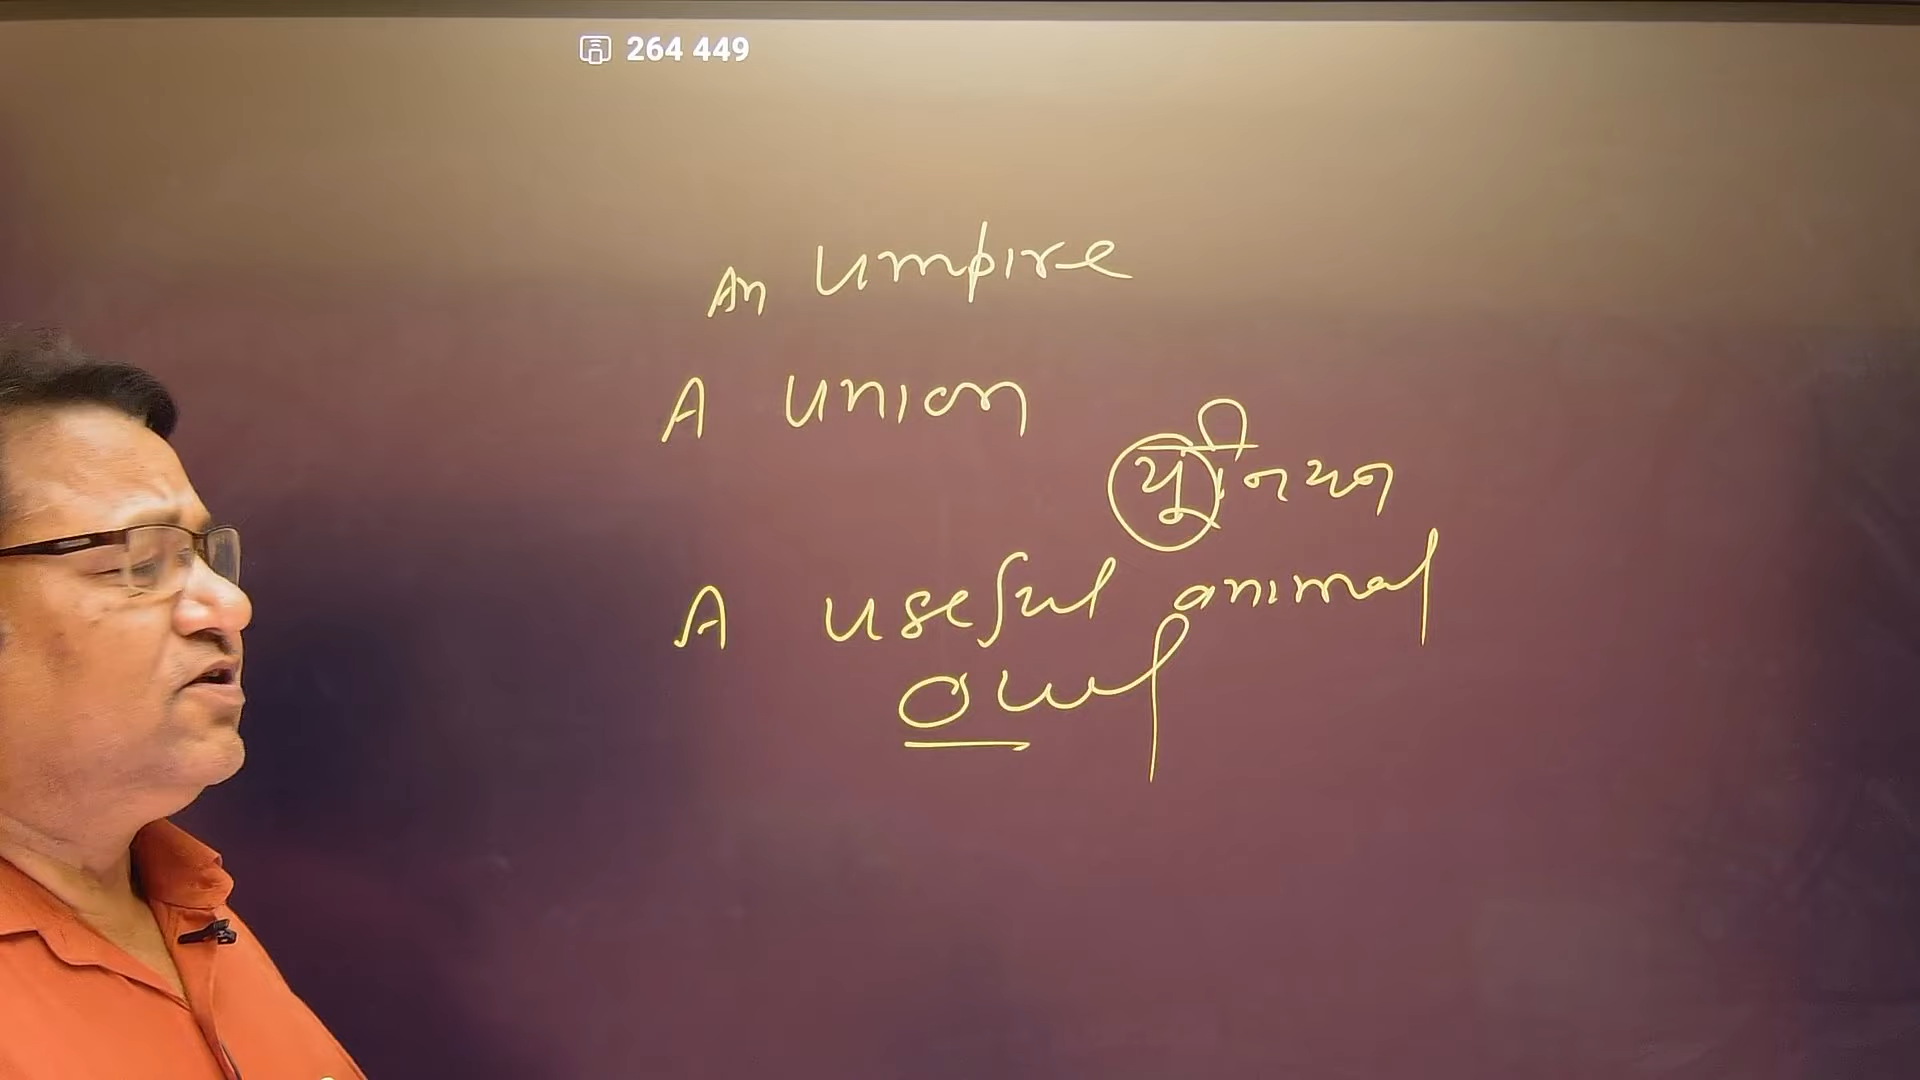 264 449
An Umpire
A union
यूनियन
A useful animal
owl